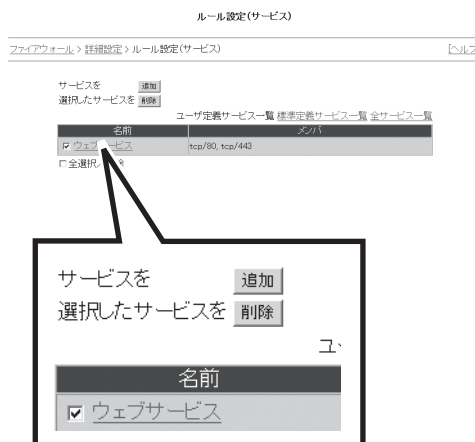 ルール設定(サービス)
ファイアウォール > 詳細設定 > ルール設定(サービス)
[ヘルプ
サービスを 追加
選択したサービスを 削除
ユーザ定義サービス一覧 標準定義サービス一覧 全サービス一覧
名前 メンバ
ウェブサービス tcp/80, tcp/443
全選択/
サービスを 追加
選択したサービスを 削除
ユ
名前
ウェブサービス